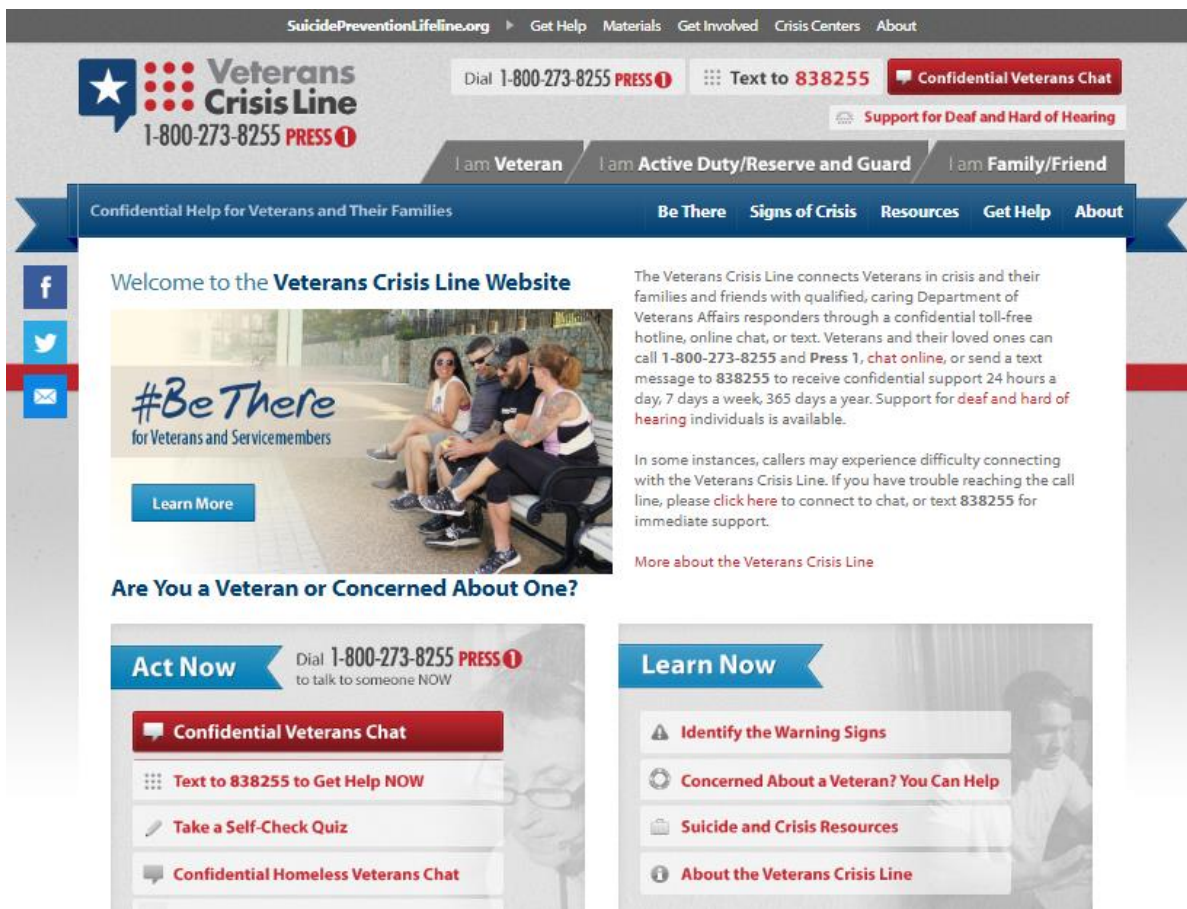 SuicidePreventionLifeline.org Get Help Materials Get Involved Crisis Centers About
Veterans
Crisis Line
1-800-273-8255 PRESS 1
Dial 1-800-273-8255 PRESS 1
Text to 838255
Confidential Veterans Chat
Support for Deaf and Hard of Hearing
I am Veteran
I am Active Duty/Reserve and Guard
I am Family/Friend
Confidential Help for Veterans and Their Families
Be There Signs of Crisis Resources Get Help About
f
Welcome to the Veterans Crisis Line Website
#BeThere
for Veterans and Servicemembers
Learn More
The Veterans Crisis Line connects Veterans in crisis and their
families and friends with qualified, caring Department of
Veterans Affairs responders through a confidential toll-free
hotline, online chat, or text. Veterans and their loved ones can
call 1-800-273-8255 and Press 1, chat online, or send a text
message to 838255 to receive confidential support 24 hours a
day, 7 days a week, 365 days a year. Support for deaf and hard of
hearing individuals is available.
In some instances, callers may experience difficulty connecting
with the Veterans Crisis Line. If you have trouble reaching the call
line, please click here to connect to chat, or text 838255 for
immediate support.
More about the Veterans Crisis Line
Are You a Veteran or Concerned About One?
Act Now
Dial 1-800-273-8255 PRESS 1
to talk to someone NOW
Confidential Veterans Chat
Text to 838255 to Get Help NOW
Take a Self-Check Quiz
Confidential Homeless Veterans Chat
Learn Now
Identify the Warning Signs
Concerned About a Veteran? You Can Help
Suicide and Crisis Resources
About the Veterans Crisis Line